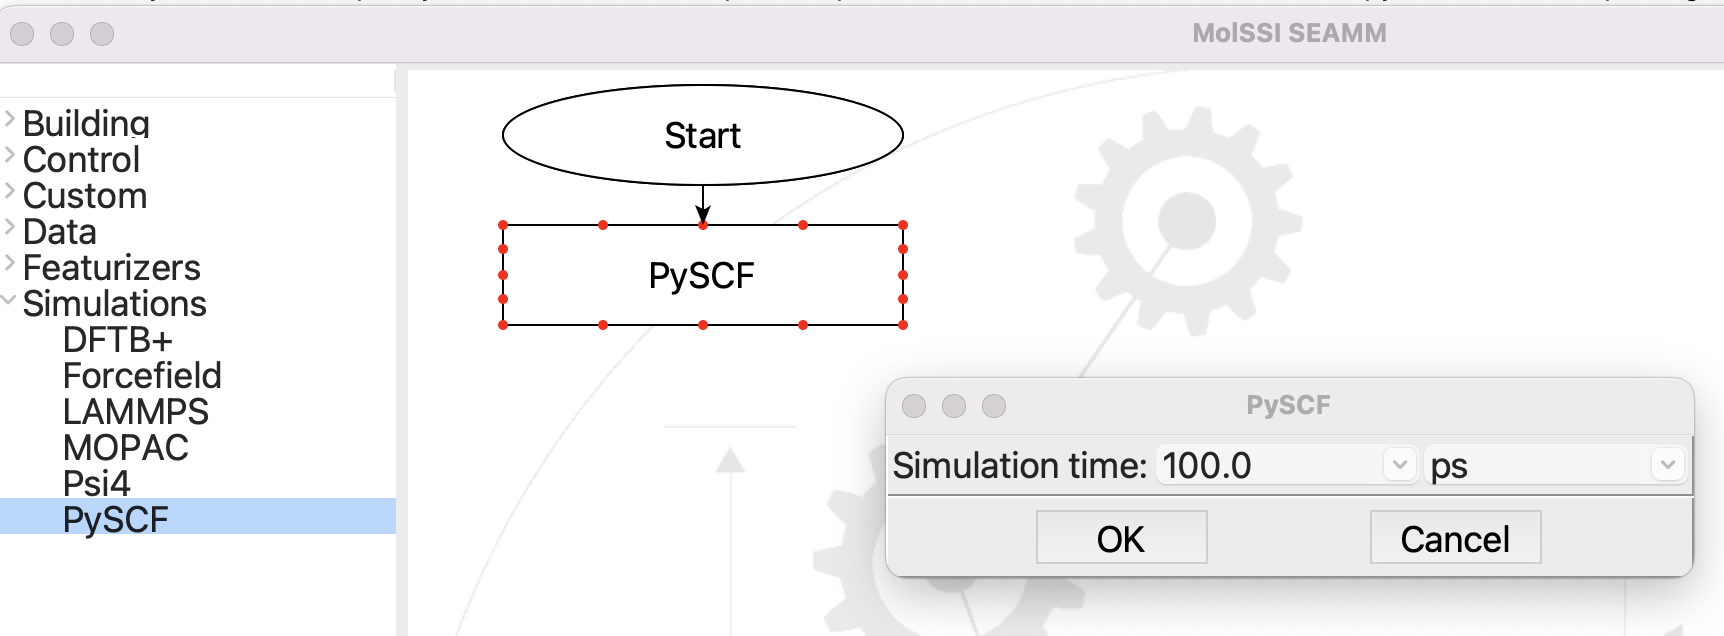 MolSSI SEAMM
Building
Control
Custom
Data
Featurizers
Simulations
DFTB+
Forcefield
LAMMPS
MOPAC
Psi4
PySCF
Start
PySCF
PySCF
Simulation time: 100.0 ps
OK Cancel